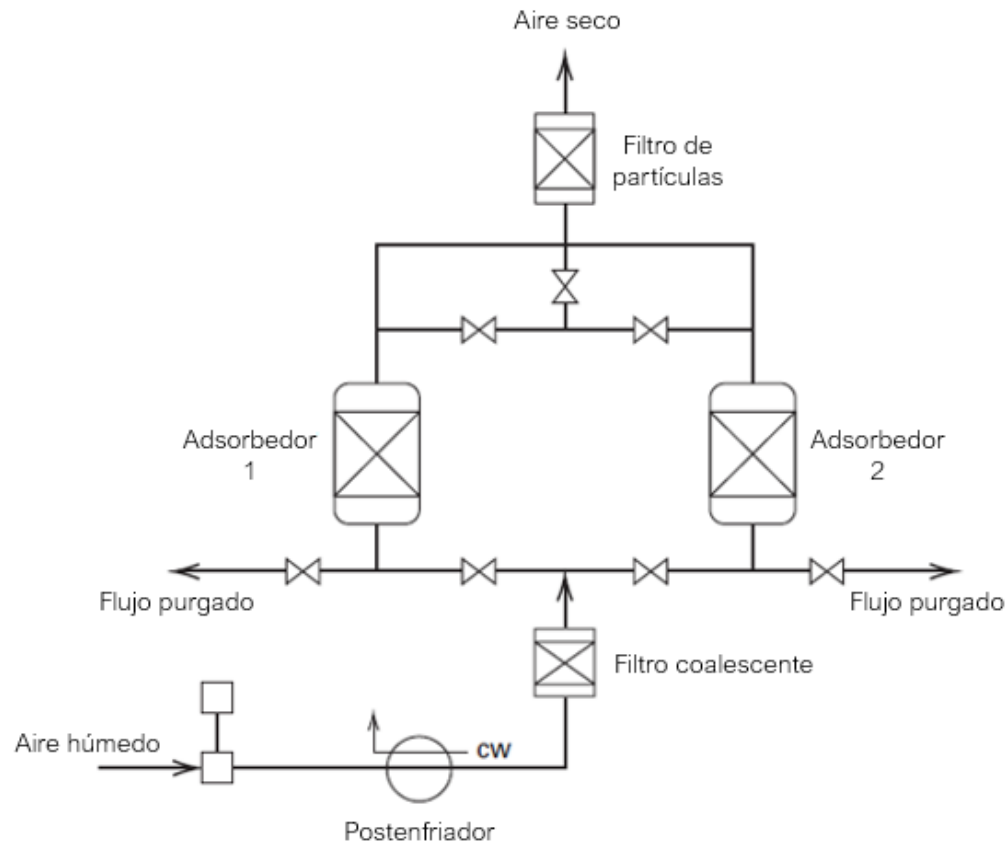 Aire seco
Filtro de
partículas
Adsorbedor
1
Adsorbedor
2
Flujo purgado
Flujo purgado
Filtro coalescente
Aire húmedo
cw
Postenfriador